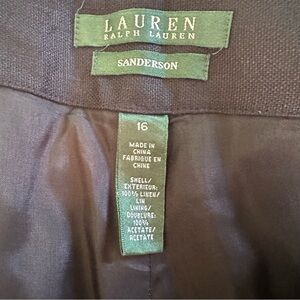 LAUREN
RALPH LAUREN
SANDERSON
16
MADE IN
CHINA
FABRIQUE EN
CHINE
SHELL/
EXTERIEUR:
100% LINEN/
LIN
LINING/
DOUBLURE:
100%
ACETATE/
ACETATE